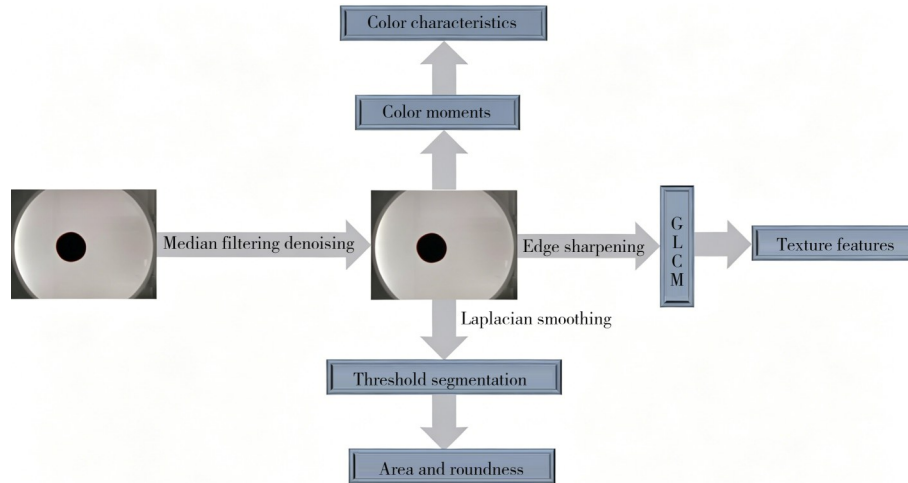 Color characteristics
Color moments
Median filtering denoising
Edge sharpening
G
L
C
M
Texture features
Laplacian smoothing
Threshold segmentation
Area and roundness